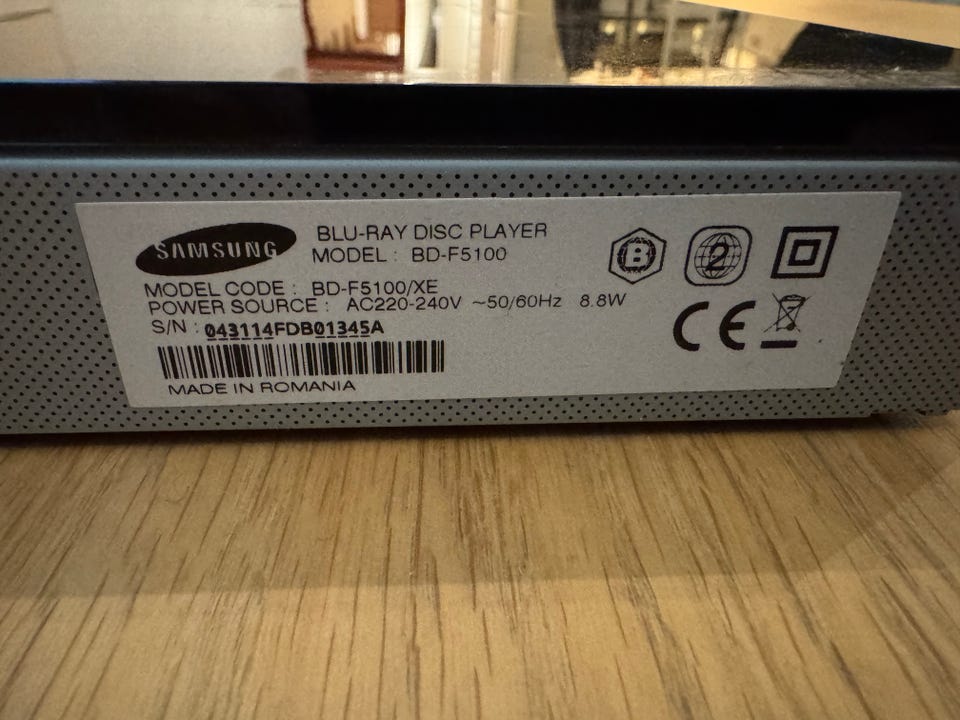 SAMSUNG
BLU-RAY DISC PLAYER
MODEL : BD-F5100
MODEL CODE : BD-F5100/XE
POWER SOURCE : AC220-240V ~50/60Hz 8.8W
S/N : 043114FDB01345A
MADE IN ROMANIA
B
2
CE